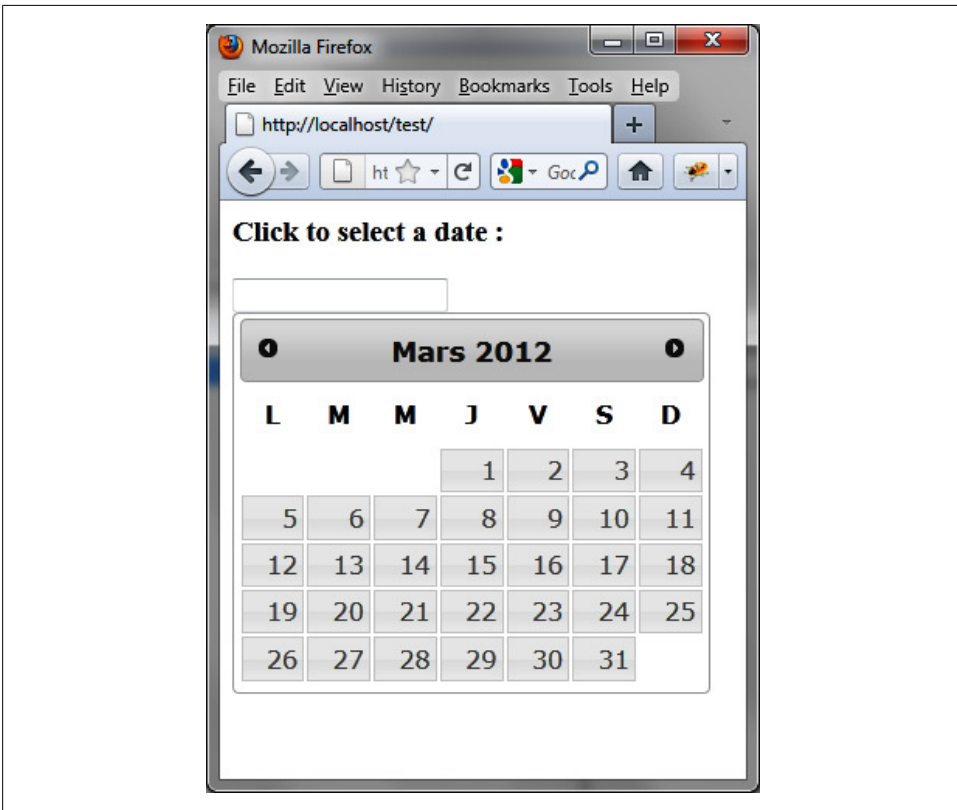 Mozilla Firefox
File Edit View History Bookmarks Tools Help
http://localhost/test/
ht
Click to select a date :
Mars 2012
L M M J V S D
1 2 3 4
5 6 7 8 9 10 11
12 13 14 15 16 17 18
19 20 21 22 23 24 25
26 27 28 29 30 31